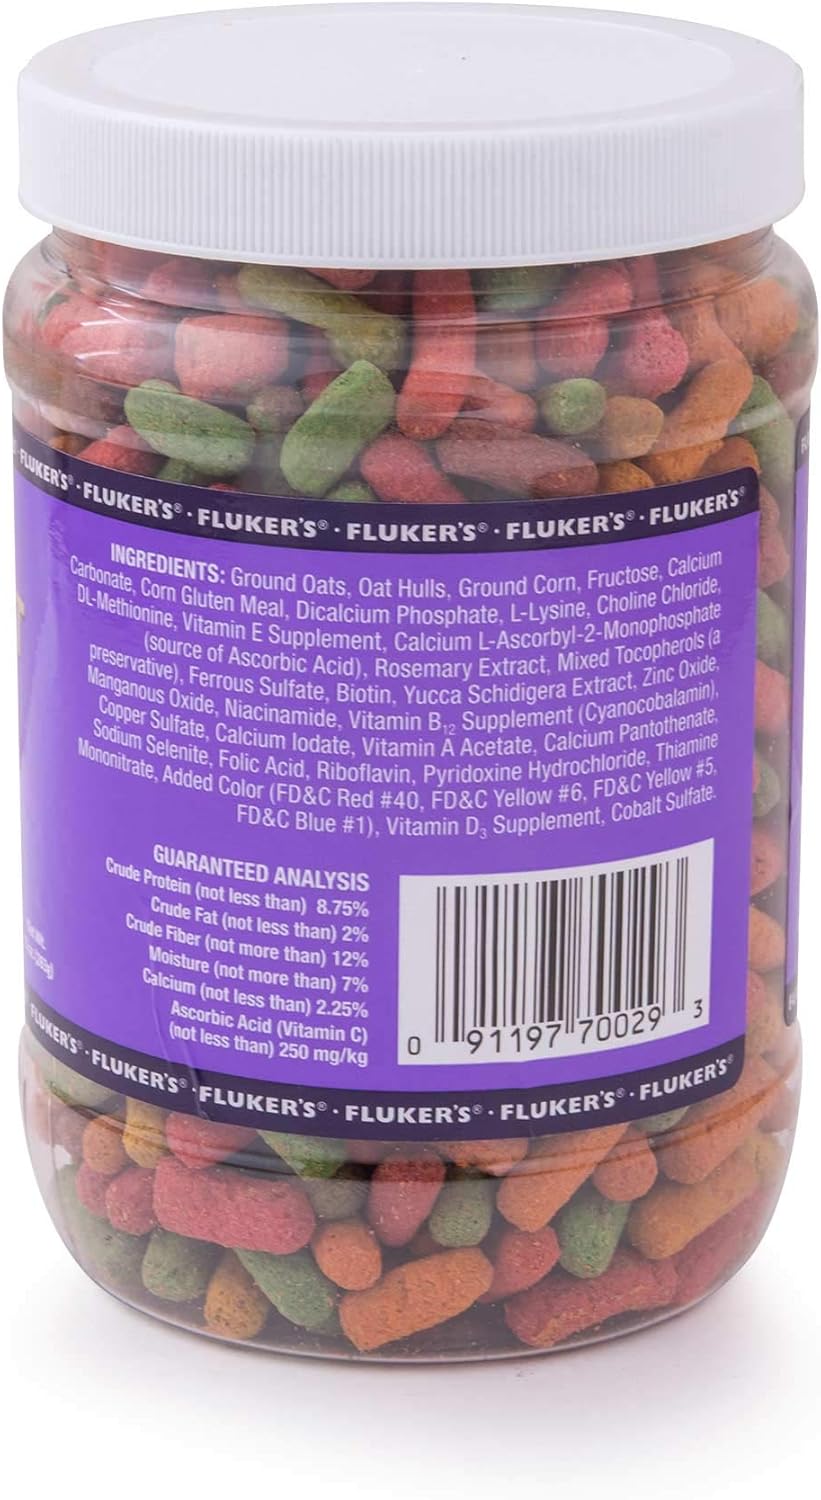 FLUKER'S® · FLUKER'S® · FLUKER'S® · FLUKER'S® · FLUKER'S® · FLUKER'S®
INGREDIENTS: Ground Oats, Oat Hulls, Ground Corn, Fructose, Calcium
Carbonate, Corn Gluten Meal, Dicalcium Phosphate, L-Lysine, Choline Chloride,
DL-Methionine, Vitamin E Supplement, Calcium L-Ascorbyl-2-Monophosphate
(source of Ascorbic Acid), Rosemary Extract, Mixed Tocopherols (a
preservative), Ferrous Sulfate, Biotin, Yucca Schidigera Extract, Zinc Oxide,
Manganous Oxide, Niacinamide, Vitamin B12 Supplement (Cyanocobalamin),
Copper Sulfate, Calcium Iodate, Vitamin A Acetate, Calcium Pantothenate,
Sodium Selenite, Folic Acid, Riboflavin, Pyridoxine Hydrochloride, Thiamine
Mononitrate, Added Color (FD&C Red #40, FD&C Yellow #6, FD&C Yellow #5,
FD&C Blue #1), Vitamin D3 Supplement, Cobalt Sulfate.
GUARANTEED ANALYSIS
Crude Protein (not less than) 8.75%
Crude Fat (not less than) 2%
Crude Fiber (not more than) 12%
Moisture (not more than) 7%
Calcium (not less than) 2.25%
Ascorbic Acid (Vitamin C)
(not less than) 250 mg/kg
0 91197 70029 3
Net Wt.
FLUKER'S® · FLUKER'S® · FLUKER'S® · FLUKER'S® · FLUKER'S®